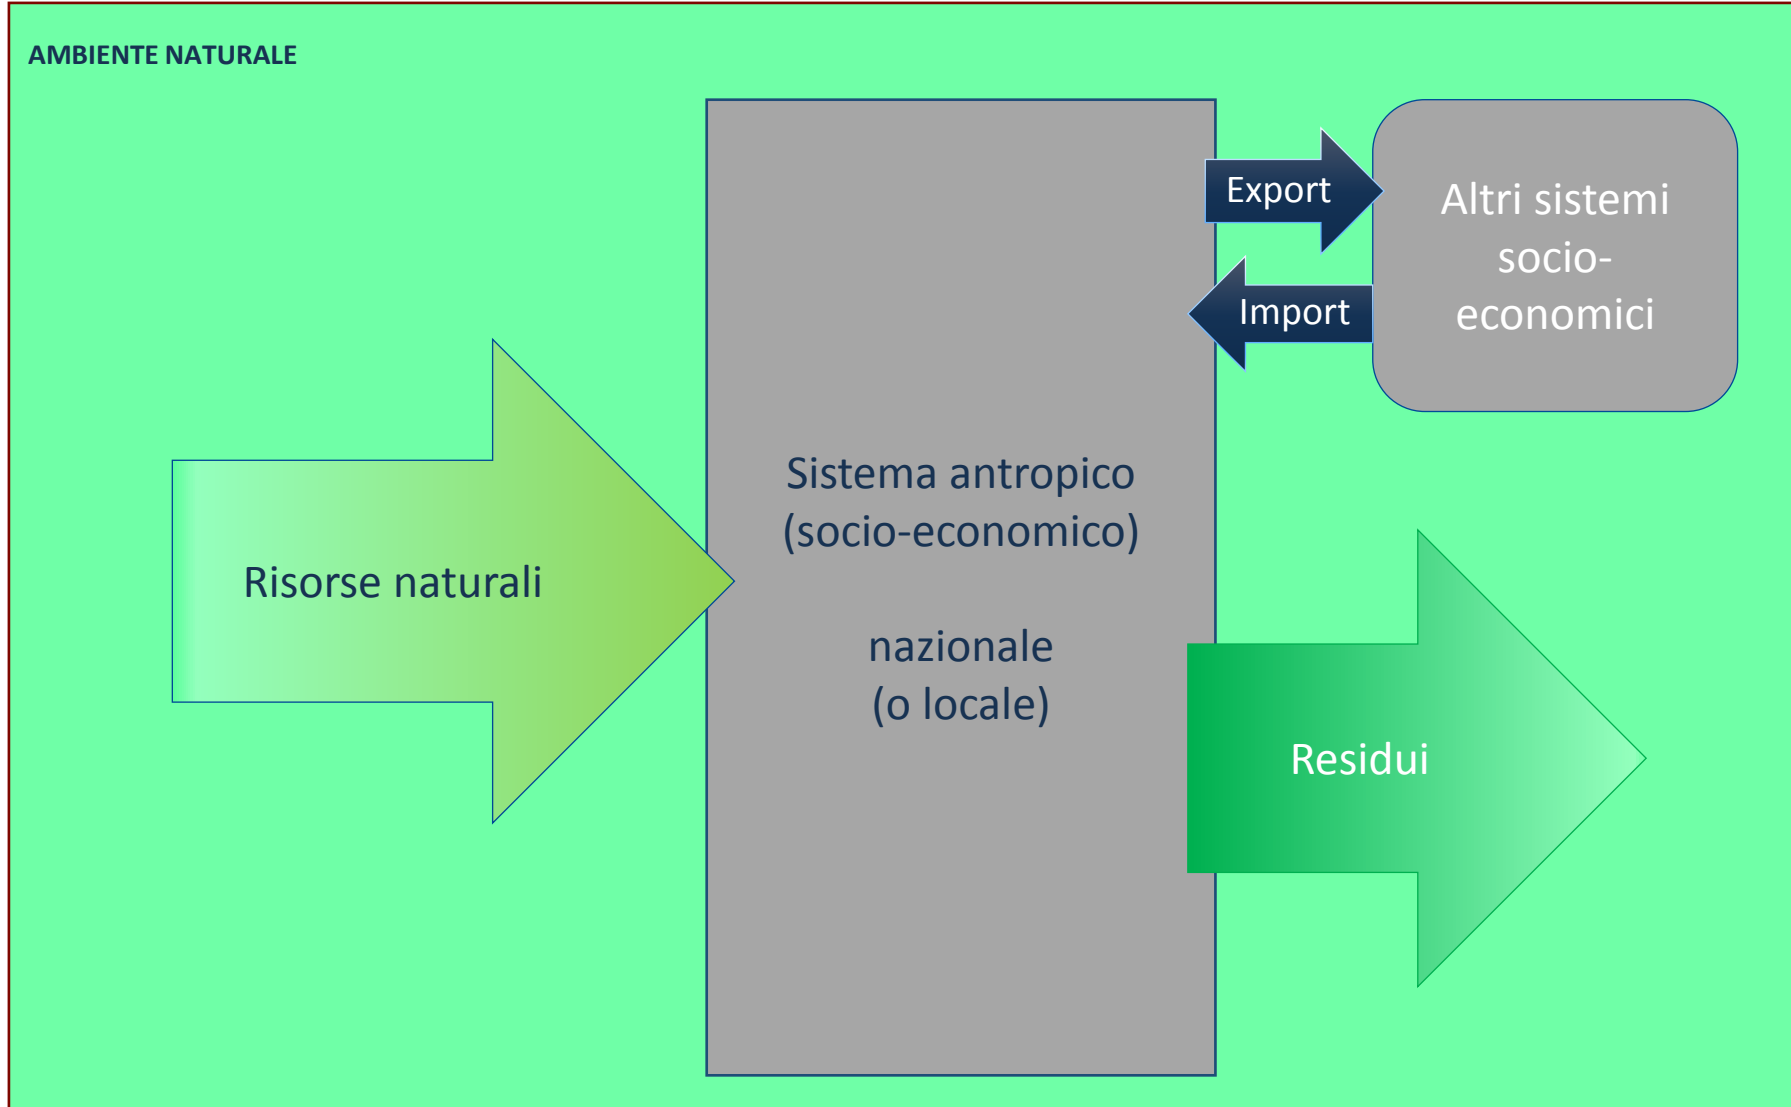 AMBIENTE NATURALE
Export
Altri sistemi
socio-
economici
Import
Sistema antropico
(socio-economico)
nazionale
(o locale)
Risorse naturali
Residui